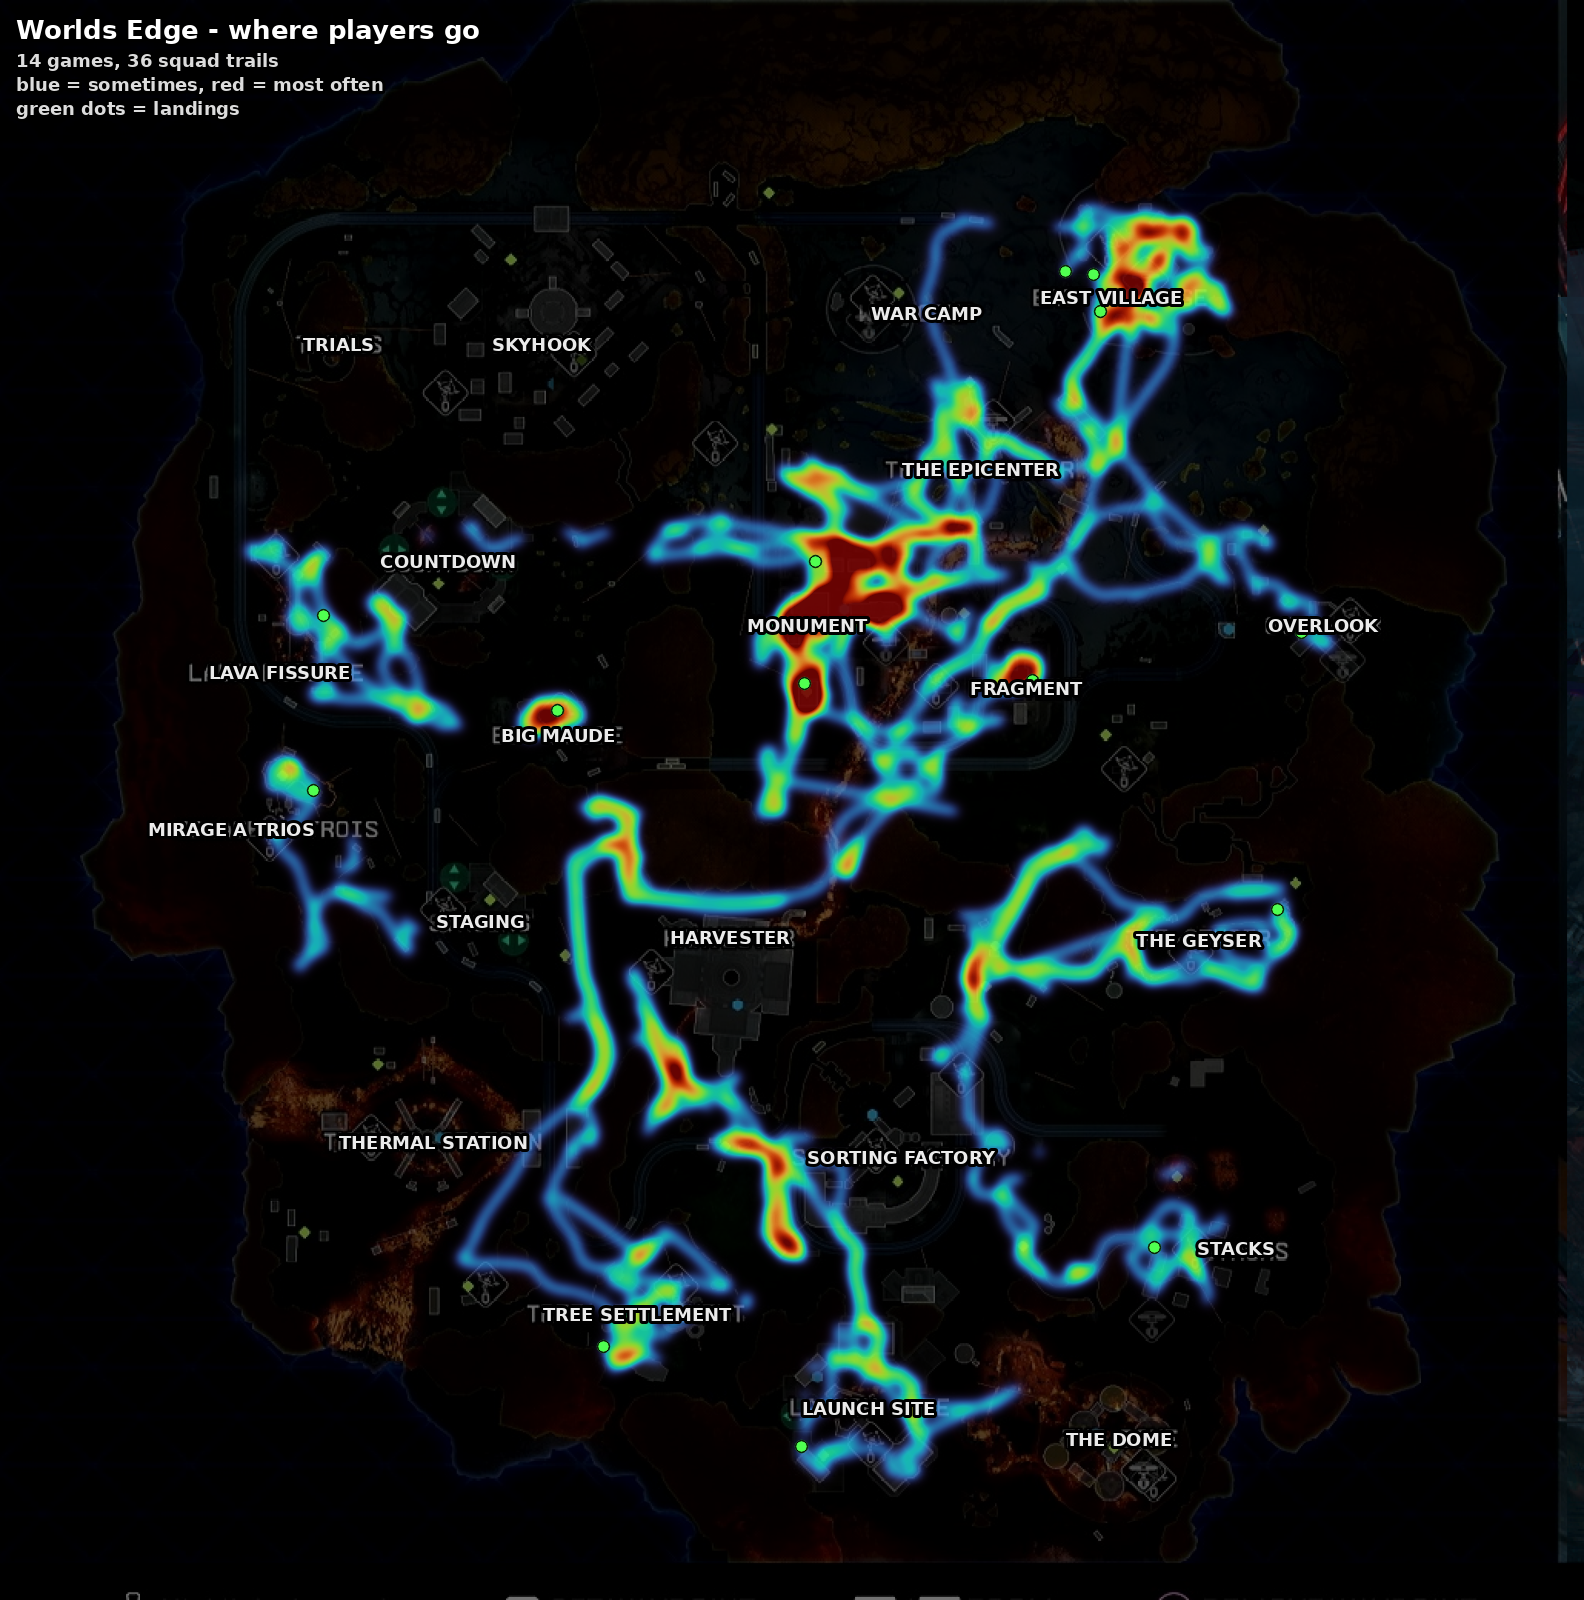 Worlds Edge - where players go
14 games, 36 squad trails
blue = sometimes, red = most often
green dots = landings
EAST VILLAGE
WAR CAMP
TRIALS
SKYHOOK
THE EPICENTER
COUNTDOWN
MONUMENT
OVERLOOK
LAVA FISSURE
FRAGMENT
BIG MAUDE
MIRAGE A TRIOS
STAGING
HARVESTER
THE GEYSER
THERMAL STATION
SORTING FACTORY
STACKS
TREE SETTLEMENT
LAUNCH SITE
THE DOME